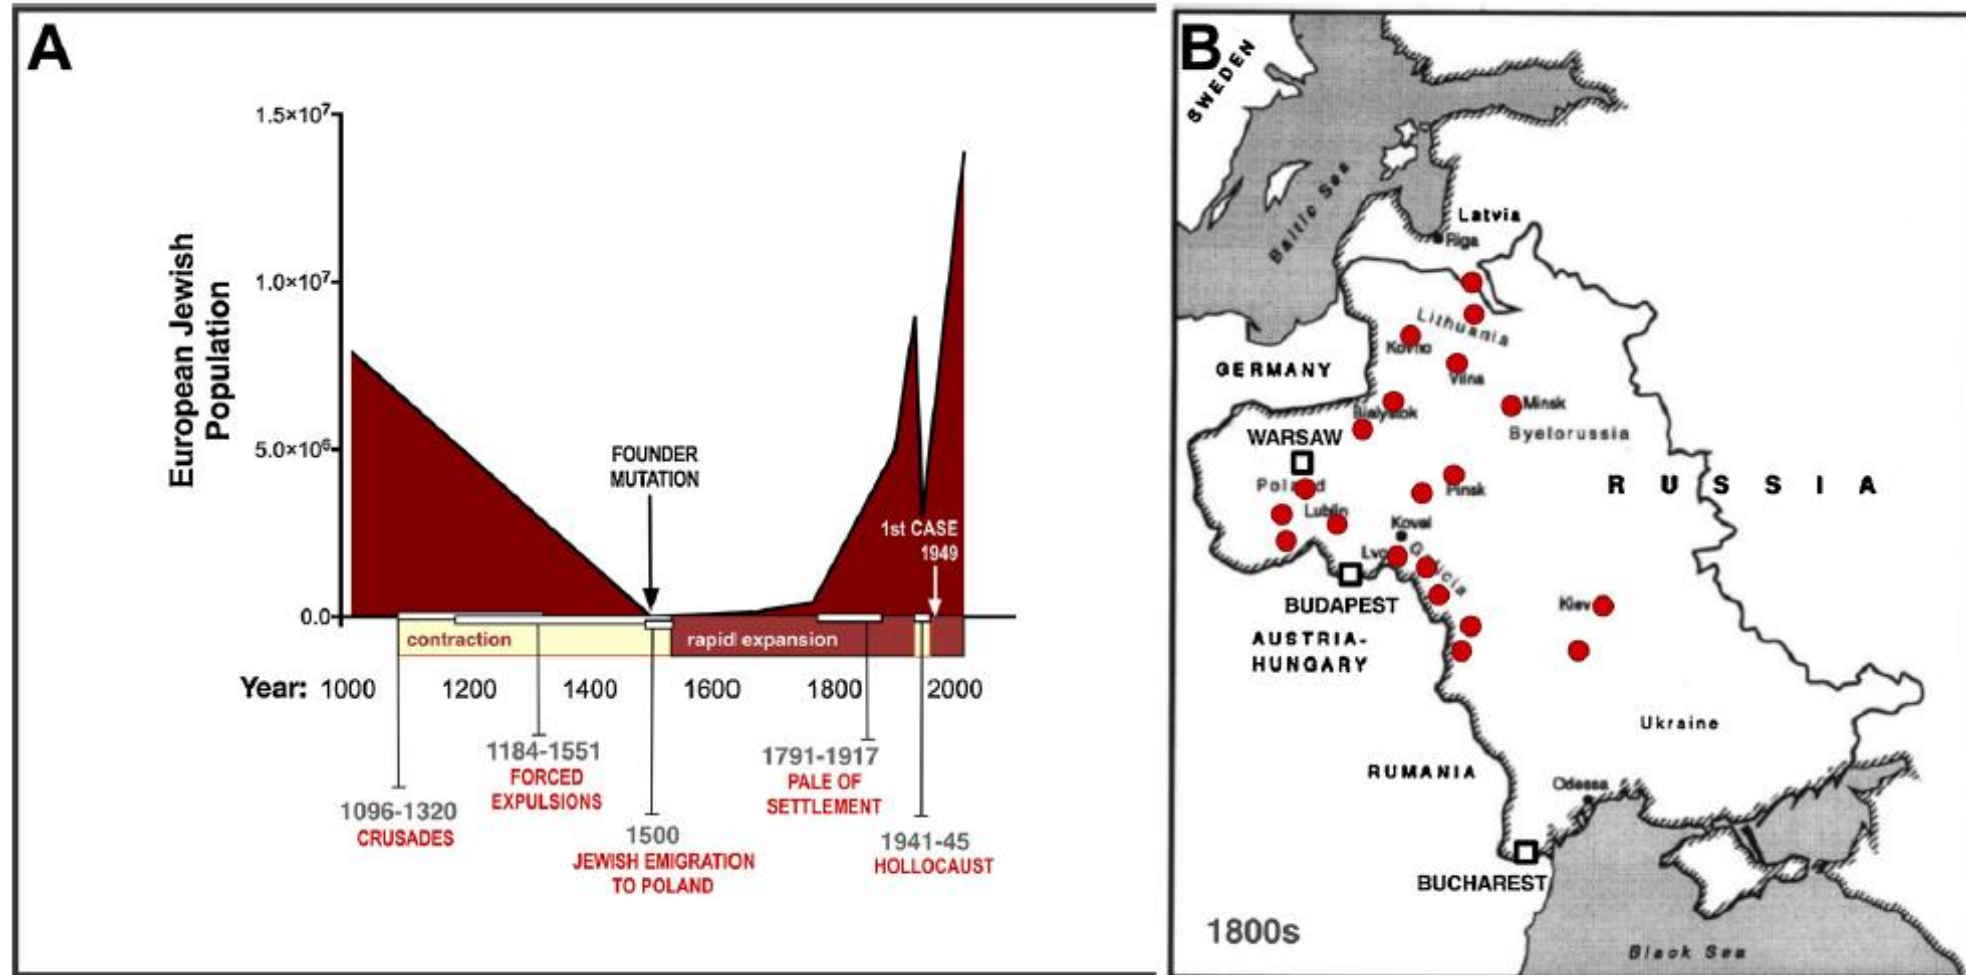 A
European Jewish
Population
1.5×10⁷
1.0×10⁷
5.0×10⁶
0.0
FOUNDER
MUTATION
1st CASE
1949
contraction
rapid expansion
Year: 1000 1200 1400 1600 1800 2000
1096-1320
CRUSADES
1184-1551
FORCED
EXPULSIONS
1500
JEWISH EMIGRATION
TO POLAND
1791-1917
PALE OF
SETTLEMENT
1941-45
HOLLOCAUST
B
SWEDEN
Baltic Sea
Latvia
Riga
Lithuania
Kovno
Vilna
GERMANY
Bialystok
Minsk
Byelorussia
WARSAW
Poland
Pinsk
RUSSIA
Lublin
Kovel
Lvov
Galicia
BUDAPEST
Kiev
AUSTRIA-
HUNGARY
Ukraine
RUMANIA
Odessa
BUCHAREST
1800s
Black Sea